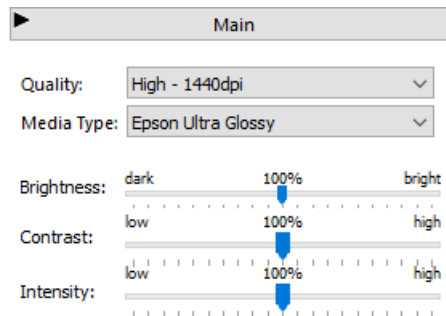 Main
Quality: High - 1440dpi
Media Type: Epson Ultra Glossy
dark 100% bright
Brightness:
low 100% high
Contrast:
low 100% high
Intensity: